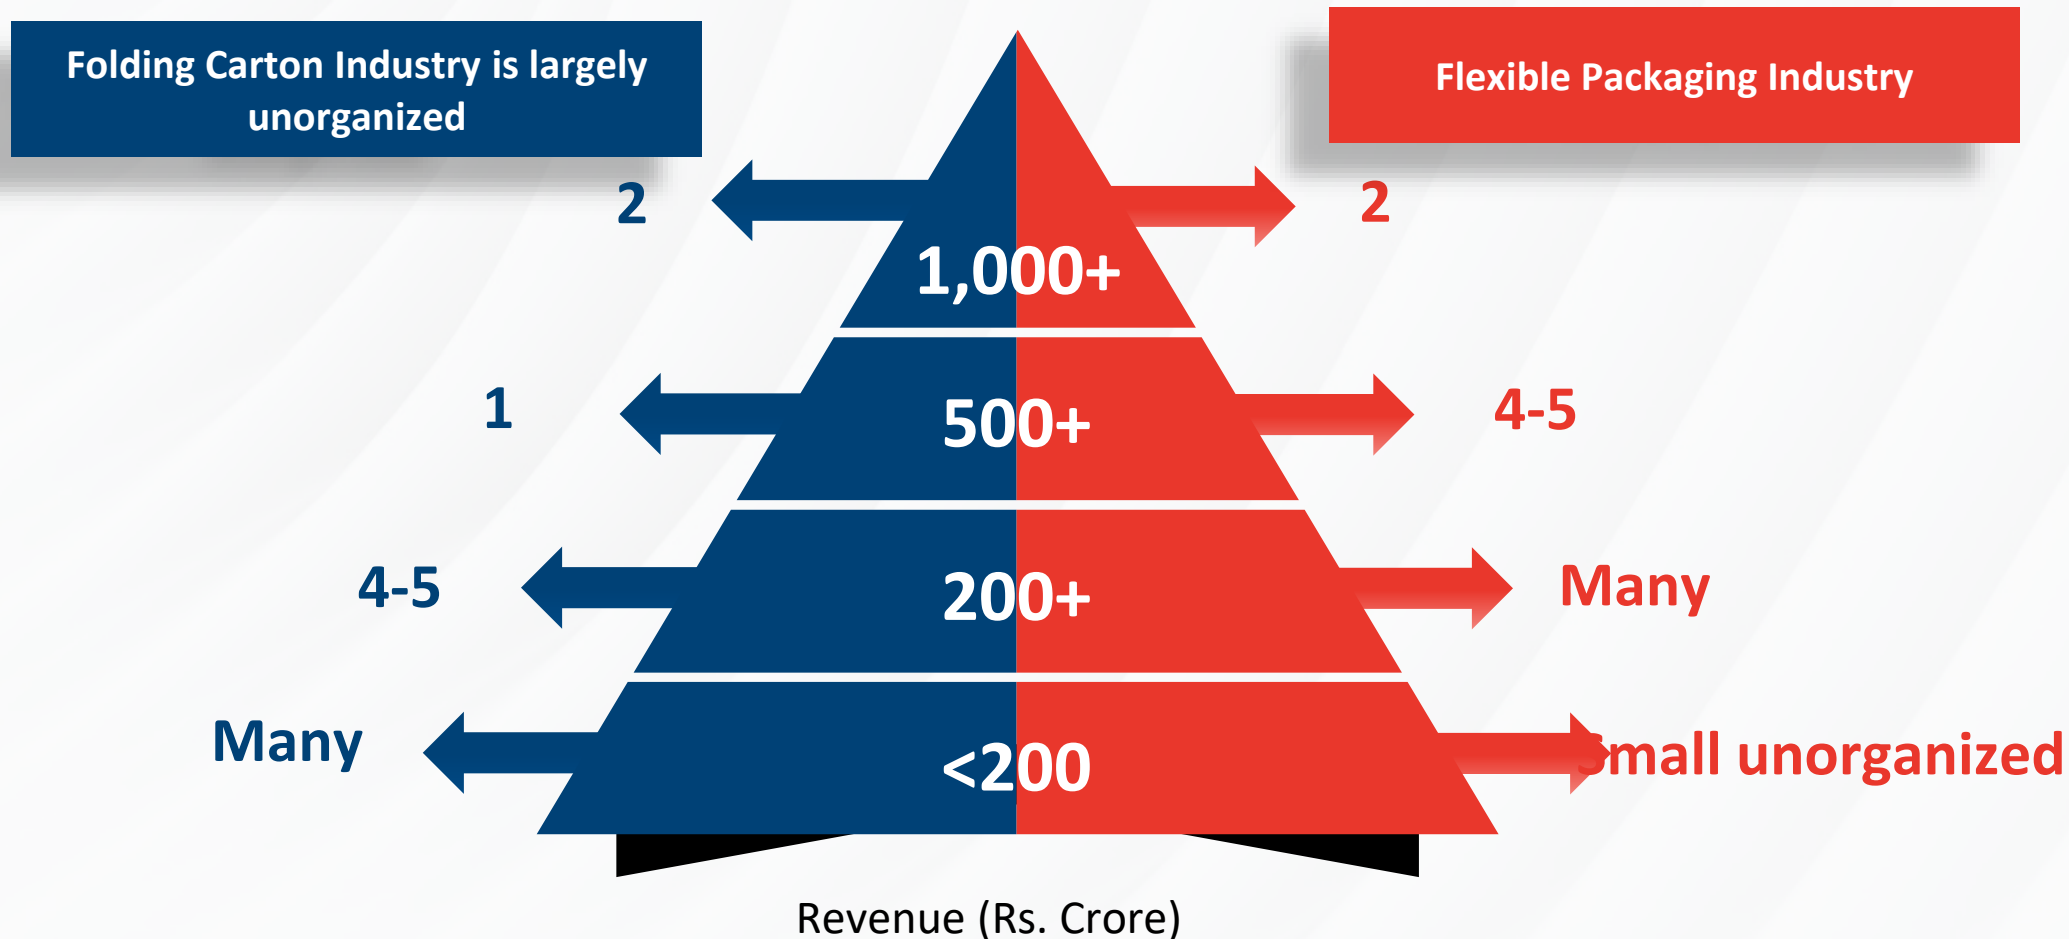 Folding Carton Industry is largely
unorganized
Flexible Packaging Industry
2
1,000+
2
1
500+
4-5
4-5
200+
Many
Many
<200
Small unorganized
Revenue (Rs. Crore)